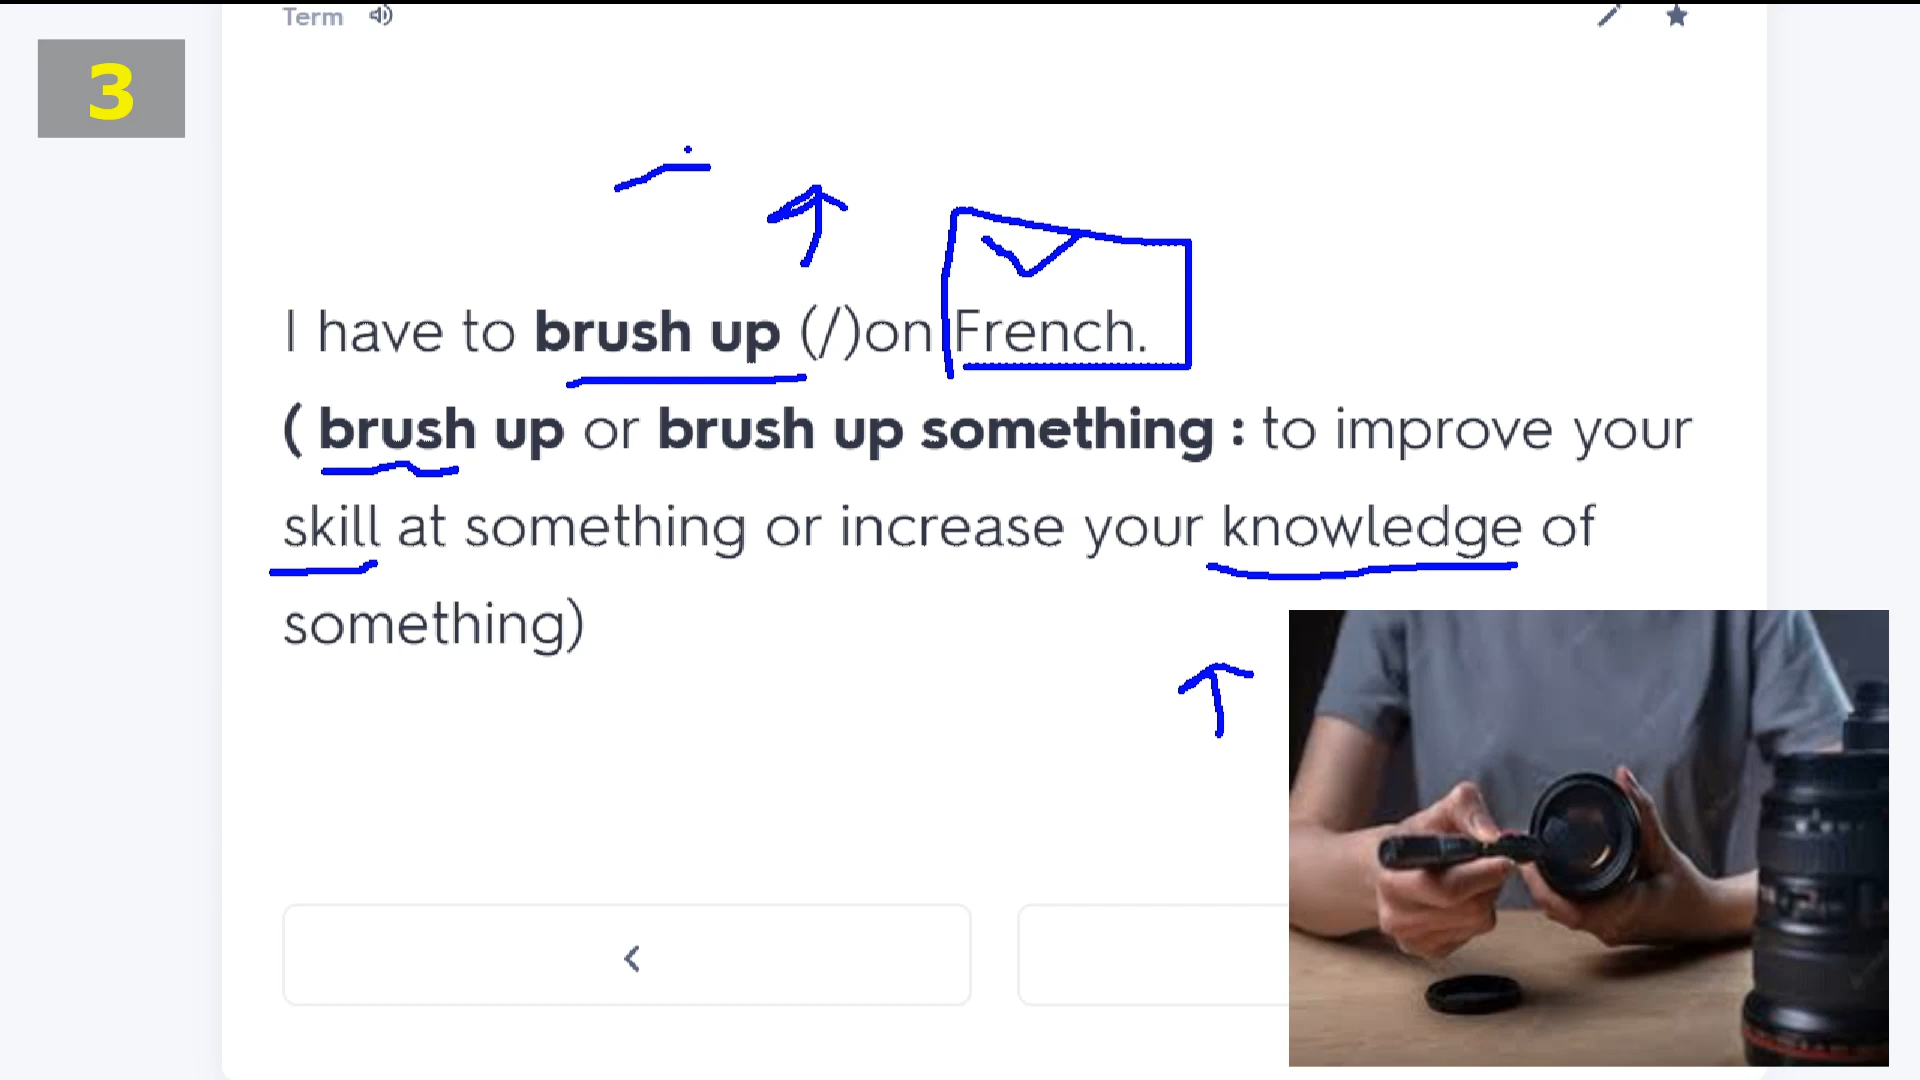 Term
3
I have to brush up (/)on French.
( brush up or brush up something : to improve your
skill at something or increase your knowledge of
something)